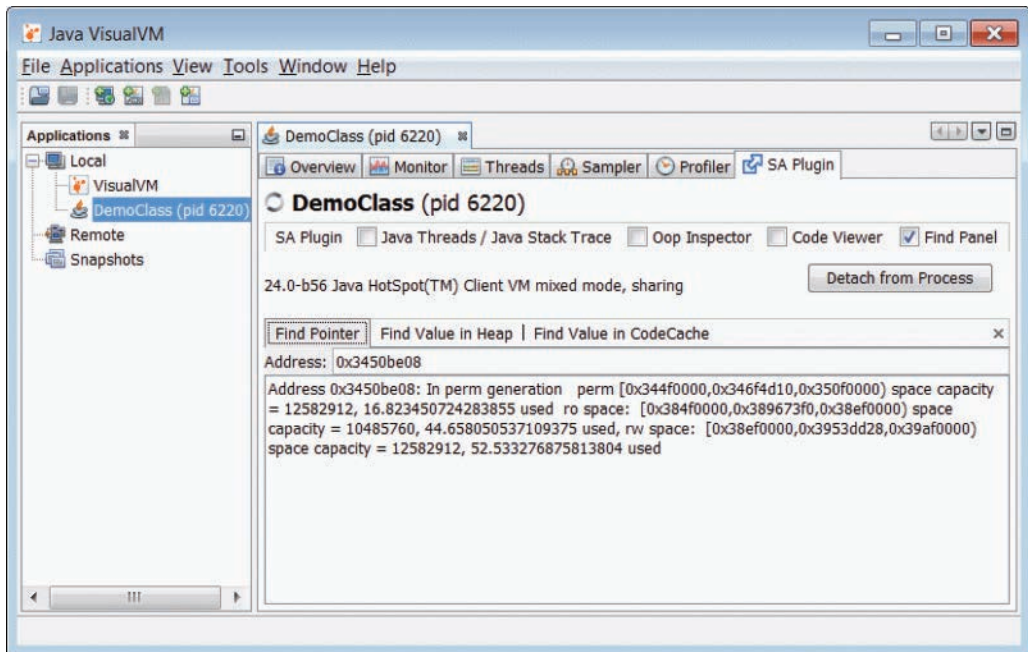 Java VisualVM
File Applications View Tools Window Help
Applications
Local
VisualVM
DemoClass (pid 6220)
Remote
Snapshots
DemoClass (pid 6220)
Overview Monitor Threads Sampler Profiler SA Plugin
DemoClass (pid 6220)
SA Plugin Java Threads / Java Stack Trace Oop Inspector Code Viewer Find Panel
24.0-b56 Java HotSpot(TM) Client VM mixed mode, sharing
Detach from Process
Find Pointer Find Value in Heap | Find Value in CodeCache
Address: 0x3450be08
Address 0x3450be08: In perm generation perm [0x344f0000,0x346f4d10,0x350f0000) space capacity
= 12582912, 16.823450724283855 used ro space: [0x384f0000,0x389673f0,0x38ef0000) space
capacity = 10485760, 44.658050537109375 used, rw space: [0x38ef0000,0x3953dd28,0x39af0000)
space capacity = 12582912, 52.533276875813804 used